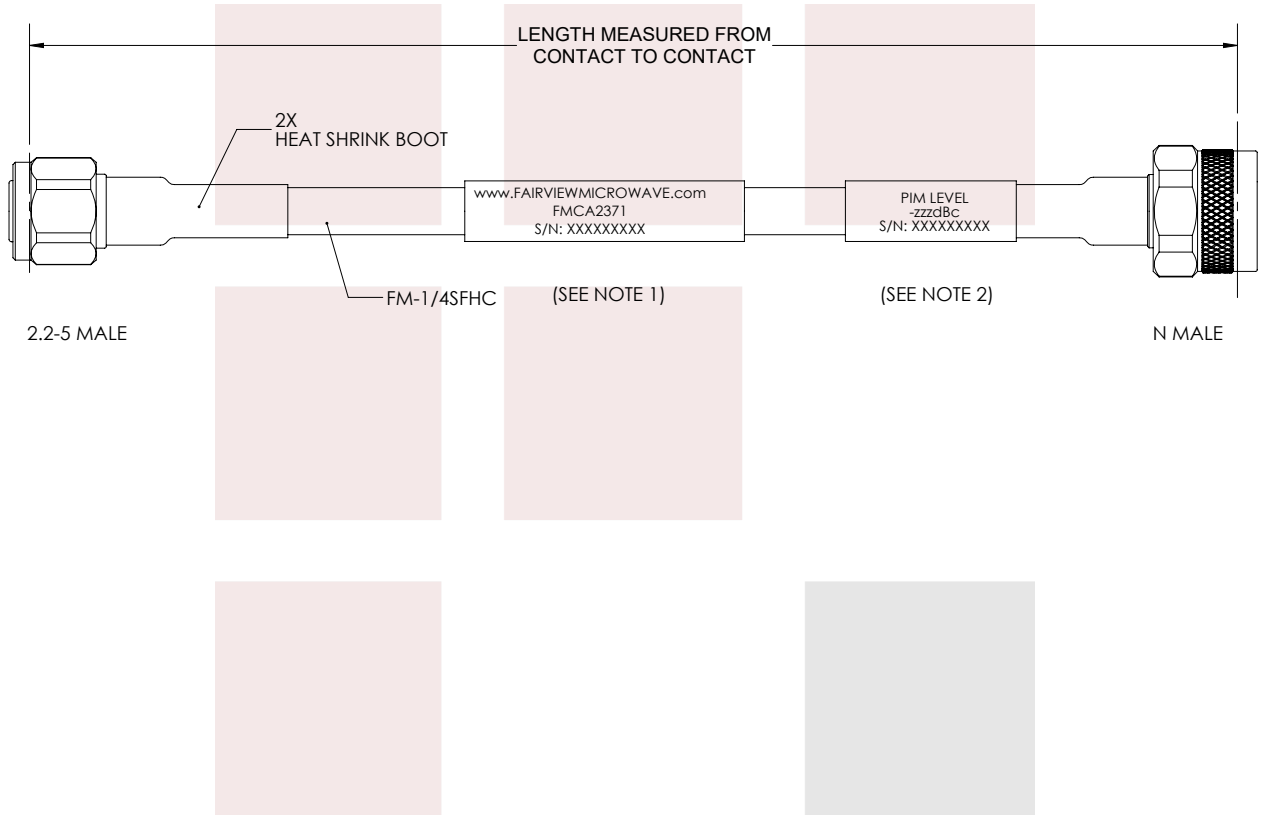 LENGTH MEASURED FROM
CONTACT TO CONTACT
2X
HEAT SHRINK BOOT
www.FAIRVIEWMICROWAVE.com
FMCA2371
S/N: XXXXXXXXX
PIM LEVEL
-zzzdBc
S/N: XXXXXXXXX
FM-1/4SFHC
(SEE NOTE 1)
(SEE NOTE 2)
2.2-5 MALE
N MALE